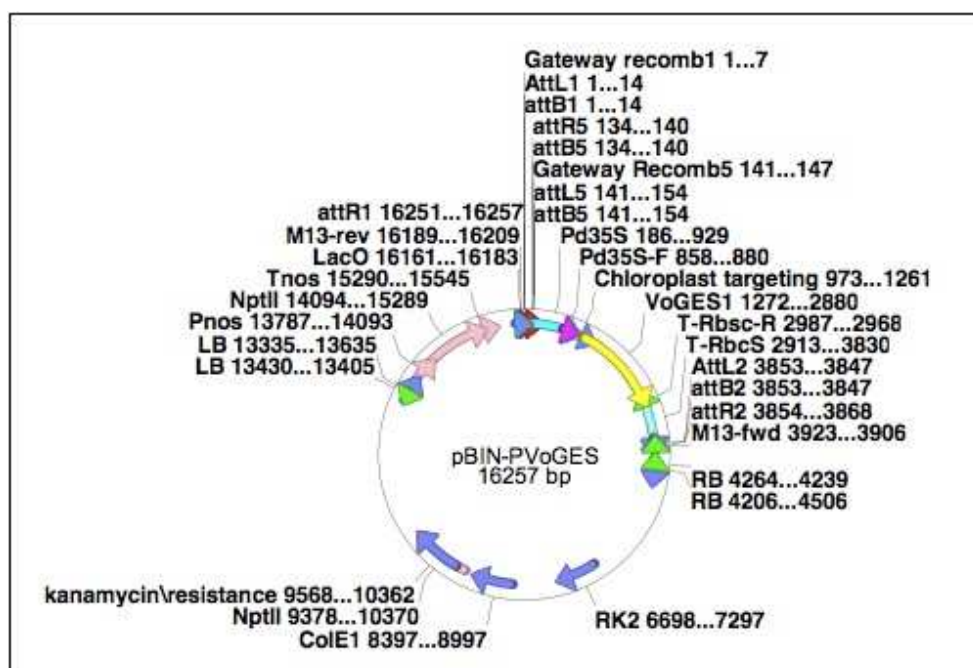 Gateway recomb1 1...7
AttL1 1...14
attB1 1...14
attR5 134...140
attB5 134...140
Gateway Recomb5 141...147
attL5 141...154
attB5 141...154
Pd35S 186...929
Pd35S-F 858...880
Chloroplast targeting 973...1261
VoGES1 1272...2880
T-Rbsc-R 2987...2968
T-RbcS 2913...3830
AttL2 3853...3847
attB2 3853...3847
attR2 3854...3868
M13-fwd 3923...3906
RB 4264...4239
RB 4206...4506
RK2 6698...7297
attR1 16251...16257
M13-rev 16189...16209
LacO 16161...16183
Tnos 15290...15545
NptII 14094...15289
Pnos 13787...14093
LB 13335...13635
LB 13430...13405
pBIN-PVoGES
16257 bp
kanamycin\resistance 9568...10362
NptII 9378...10370
ColE1 8397...8997